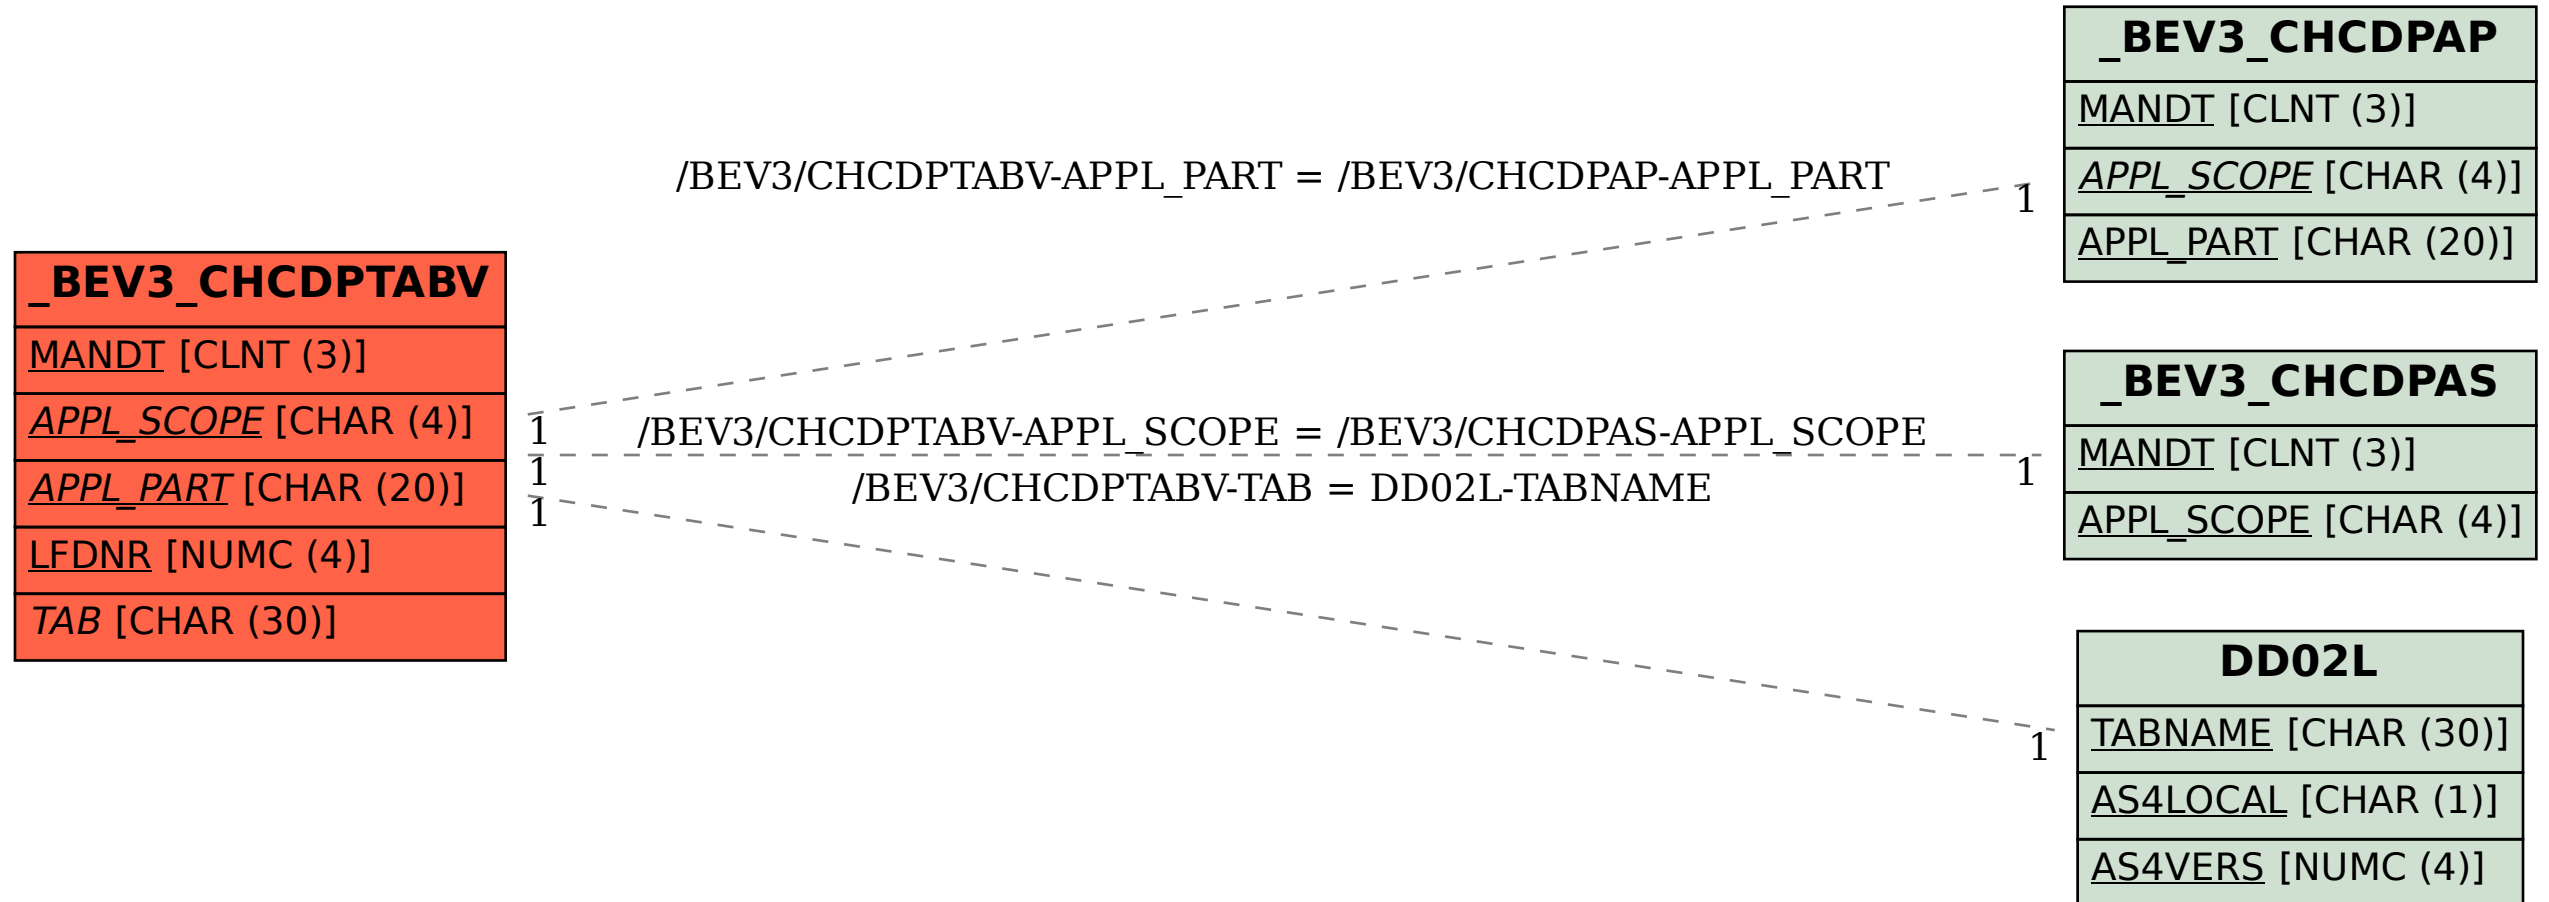 _BEV3_CHCDPTABV
MANDT [CLNT (3)]
APPL_SCOPE [CHAR (4)]
APPL_PART [CHAR (20)]
LFDNR [NUMC (4)]
TAB [CHAR (30)]
/BEV3/CHCDPTABV-APPL_PART = /BEV3/CHCDPAP-APPL_PART
1
1
/BEV3/CHCDPTABV-APPL_SCOPE = /BEV3/CHCDPAS-APPL_SCOPE
1
1
/BEV3/CHCDPTABV-TAB = DD02L-TABNAME
1
1
_BEV3_CHCDPAP
MANDT [CLNT (3)]
APPL_SCOPE [CHAR (4)]
APPL_PART [CHAR (20)]
_BEV3_CHCDPAS
MANDT [CLNT (3)]
APPL_SCOPE [CHAR (4)]
DD02L
TABNAME [CHAR (30)]
AS4LOCAL [CHAR (1)]
AS4VERS [NUMC (4)]